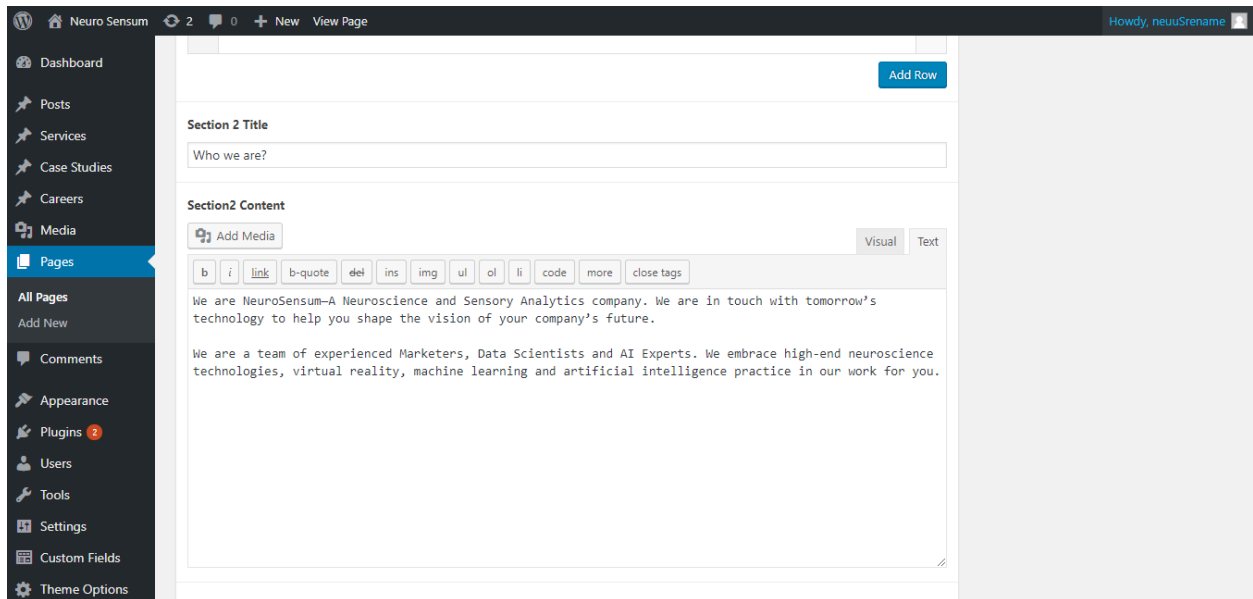 Neuro Sensum 2 0 New View Page Howdy, neuuSrename
Dashboard
Posts
Services
Case Studies
Careers
Media
Pages
All Pages
Add New
Comments
Appearance
Plugins 2
Users
Tools
Settings
Custom Fields
Theme Options
Add Row
Section 2 Title
Who we are?
Section2 Content
Add Media
Visual Text
b i link b-quote del ins img ul ol li code more close tags
We are NeuroSensum—A Neuroscience and Sensory Analytics company. We are in touch with tomorrow’s
technology to help you shape the vision of your company’s future.
We are a team of experienced Marketers, Data Scientists and AI Experts. We embrace high-end neuroscience
technologies, virtual reality, machine learning and artificial intelligence practice in our work for you.